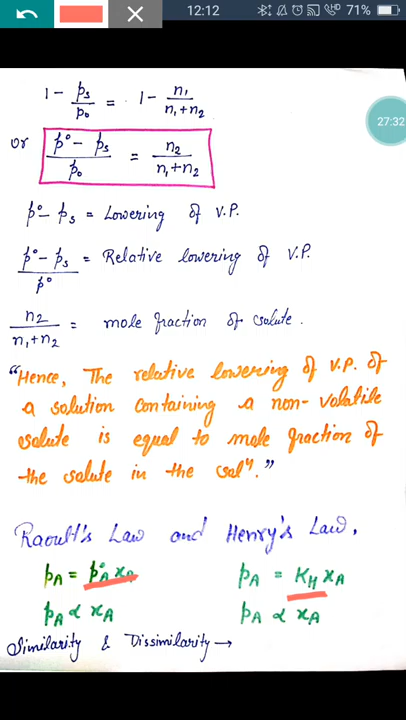 12:12
71%
27:32
1 - ps/p0 = 1 - n1/n1+n2
or p° - ps/p0 = n2/n1+n2
p° - ps = Lowering of V.P.
p° - ps/p° = Relative lowering of V.P.
n2/n1+n2 = mole fraction of solute.
"Hence, The relative lowering of V.P. of
a solution containing a non-volatile
solute is equal to mole fraction of
the solute in the solⁿ."
Raoult's Law and Henry's Law.
pA = p°A xA pA = KH xA
pA ∝ xA pA ∝ xA
Similarity & Dissimilarity →